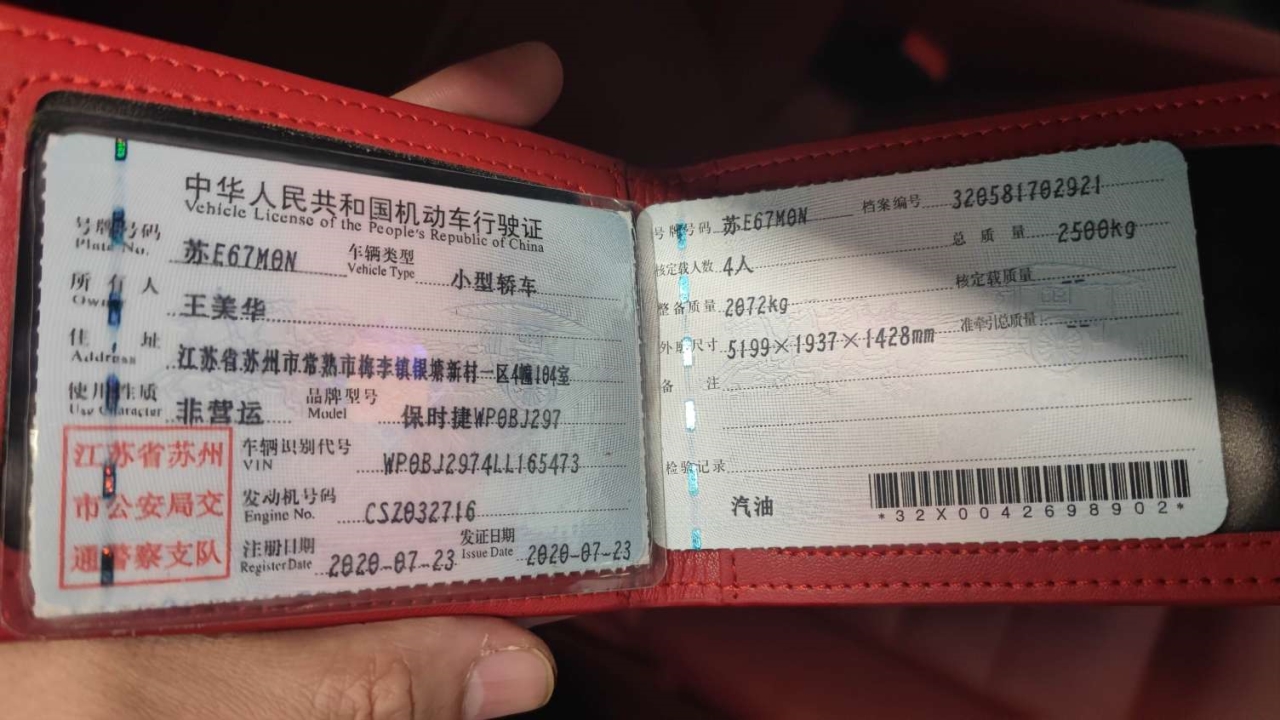 中华人民共和国机动车行驶证
Vehicle License of the People's Republic of China
号牌号码 苏E67M0N 车辆类型 小型轿车
Plate No. Vehicle Type
所有人 王美华
Owner
住址 江苏省苏州市常熟市梅李镇银塘新村一区4幢104室
Address
使用性质 非营运 品牌型号 保时捷WP0BJ297
Use Character Model
江苏省苏州
市公安局交
通警察支队
车辆识别代号 WP0BJ2974LL165473
VIN
发动机号码 CSZ032716
Engine No.
注册日期 2020-07-23 发证日期 2020-07-23
Register Date Issue Date
号牌号码 苏E67M0N 档案编号 320581702921
核定载人数 4人 总质量 2500kg
整备质量 2072kg 核定载质量 --
外廓尺寸 5199×1937×1428mm 准牵引总质量 --
备注
检验记录
汽油
*32X0042698902*